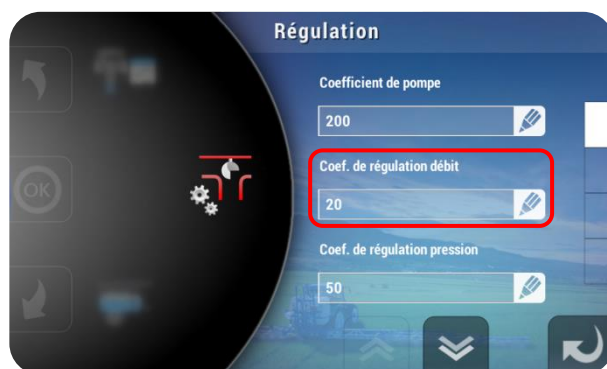 Régulation
Coefficient de pompe
200
Coef. de régulation débit
20
Coef. de régulation pression
50
OK